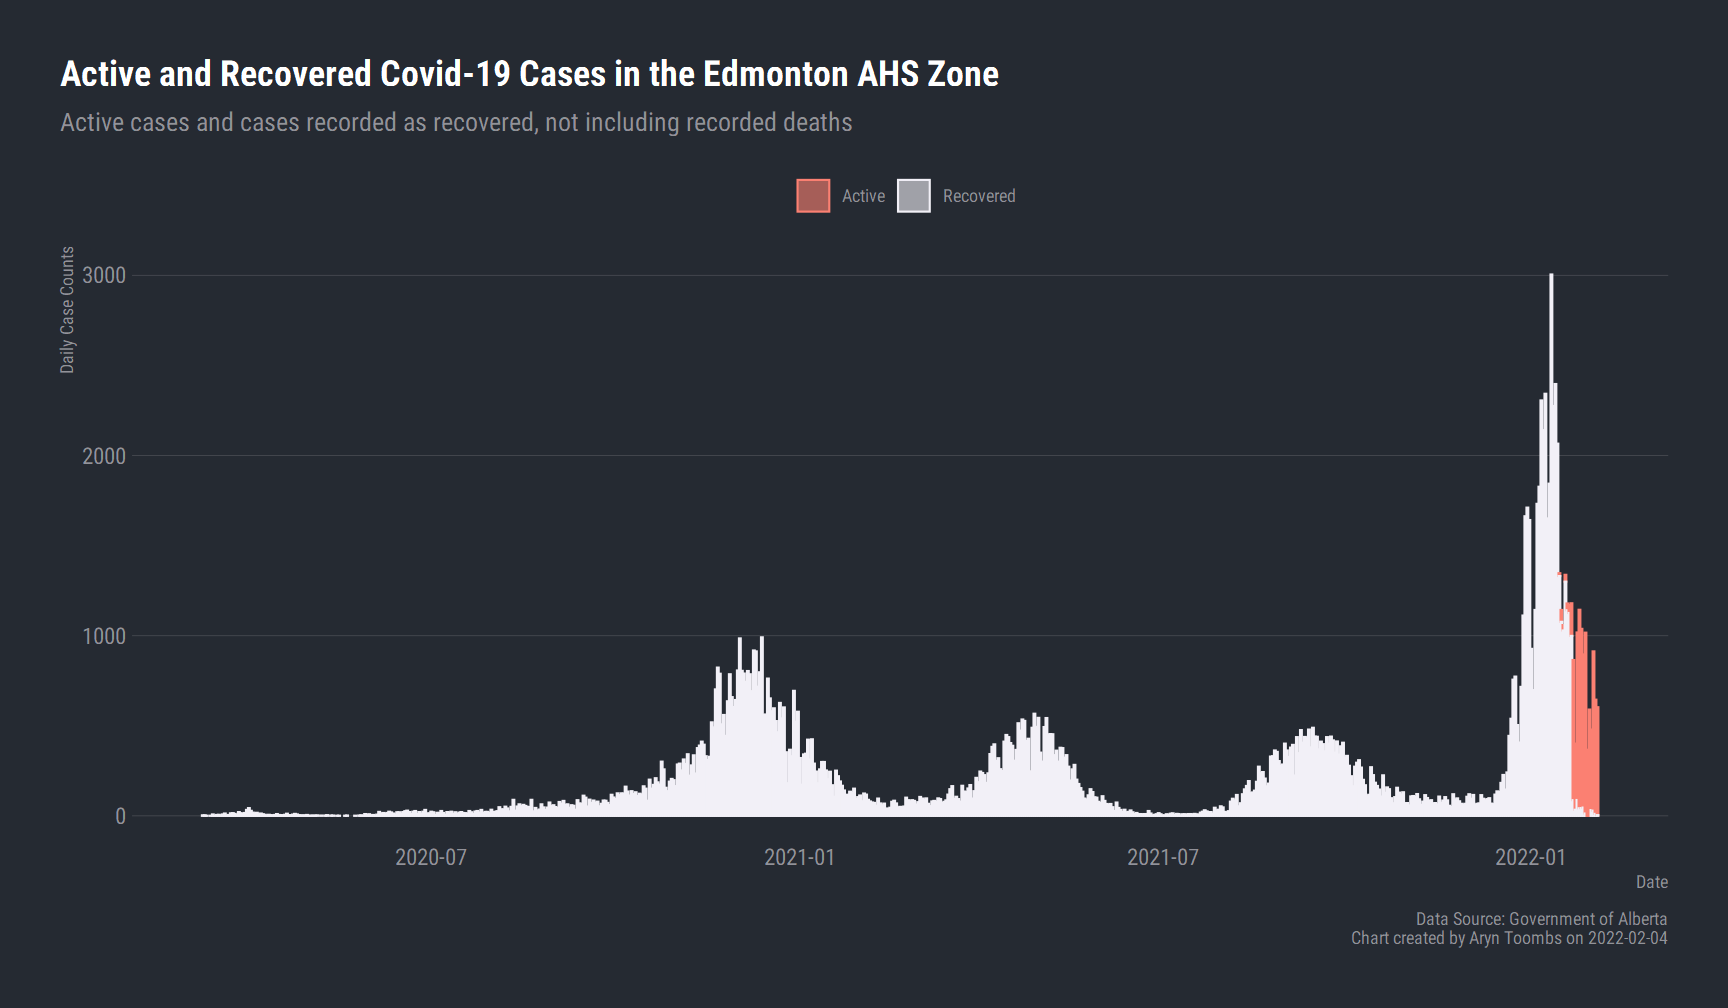 Active and Recovered Covid-19 Cases in the Edmonton AHS Zone
Active cases and cases recorded as recovered, not including recorded deaths
Active
Recovered
Daily Case Counts
3000
2000
1000
0
2020-07
2021-01
2021-07
2022-01
Date
Data Source: Government of Alberta
Chart created by Aryn Toombs on 2022-02-04